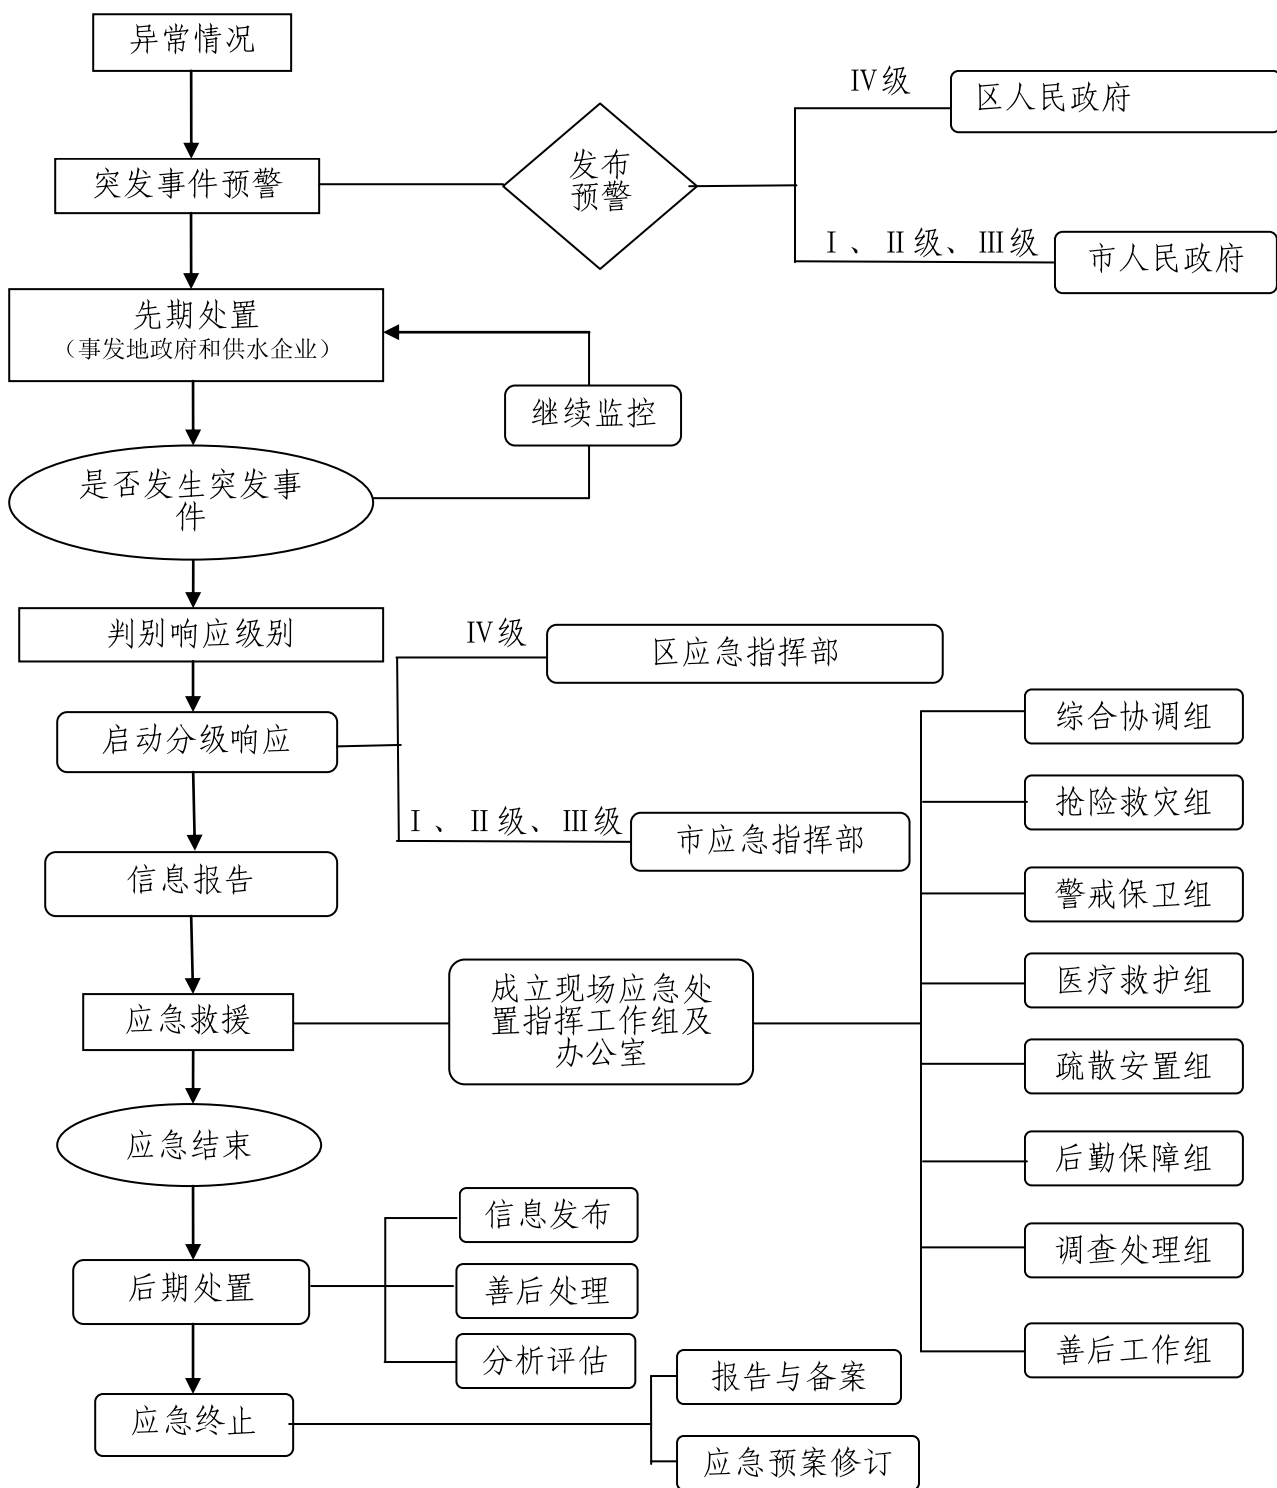 异常情况
IV级
区人民政府
发布
预警
突发事件预警
Ⅰ、Ⅱ级、Ⅲ级
市人民政府
先期处置
（事发地政府和供水企业）
继续监控
是否发生突发事
件
判别响应级别
IV级
区应急指挥部
启动分级响应
Ⅰ、Ⅱ级、Ⅲ级
市应急指挥部
信息报告
应急救援
成立现场应急处
置指挥工作组及
办公室
综合协调组
抢险救灾组
警戒保卫组
医疗救护组
疏散安置组
后勤保障组
调查处理组
善后工作组
应急结束
后期处置
信息发布
善后处理
分析评估
应急终止
报告与备案
应急预案修订